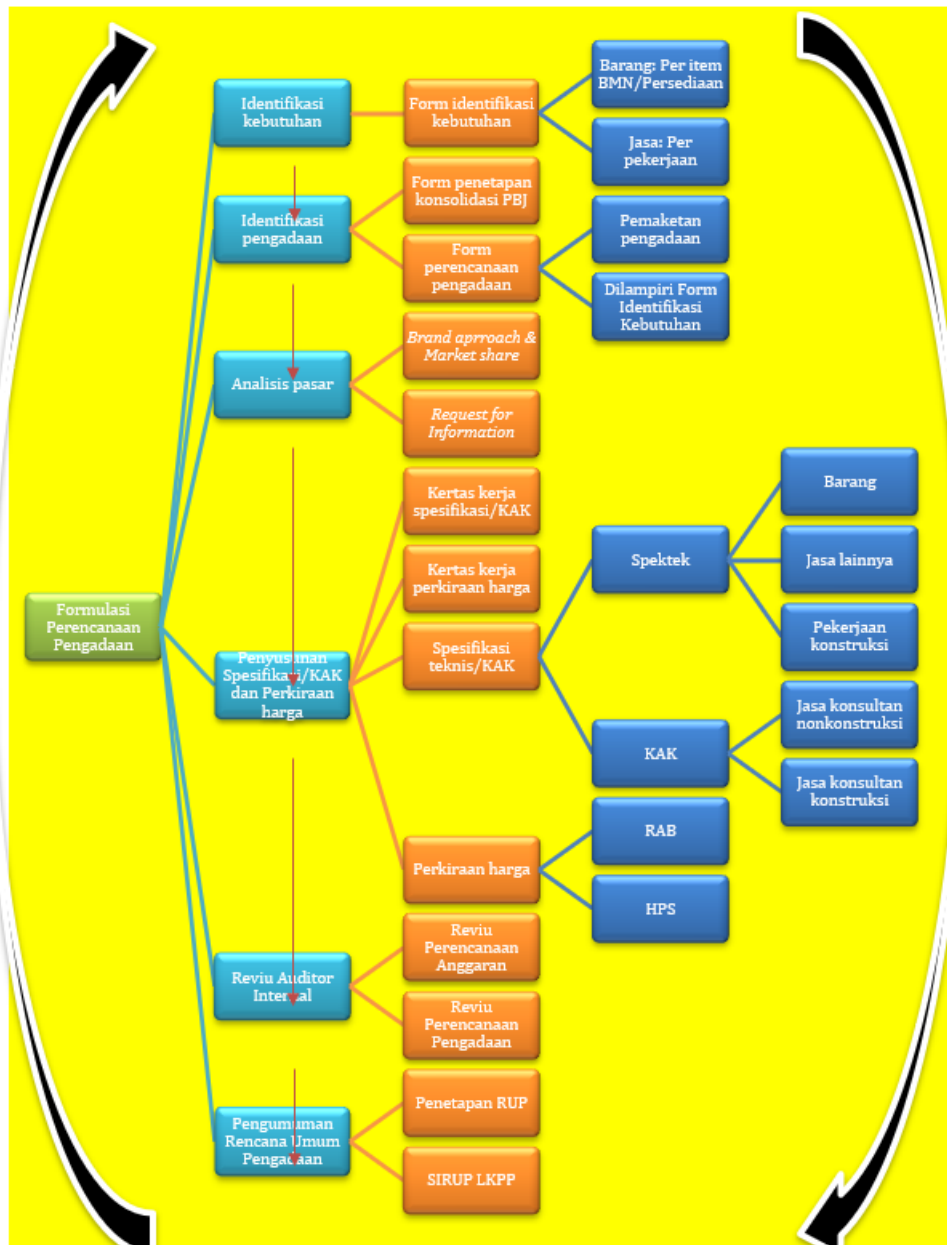 Formulasi
Perencanaan
Pengadaan
Identifikasi
kebutuhan
Form identifikasi
kebutuhan
Barang: Per item
BMN/Persediaan
Jasa: Per
pekerjaan
Identifikasi
pengadaan
Form penetapan
konsolidasi PBJ
Form
perencanaan
pengadaan
Pemaketan
pengadaan
Dilampiri Form
Identifikasi
Kebutuhan
Analisis pasar
Brand aprroach &
Market share
Request for
Information
Penyusunan
Spesifikasi/KAK
dan Perkiraan
harga
Kertas kerja
spesifikasi/KAK
Kertas kerja
perkiraan harga
Spesifikasi
teknis/KAK
Spektek
Barang
Jasa lainnya
Pekerjaan
konstruksi
KAK
Jasa konsultan
nonkonstruksi
Jasa konsultan
konstruksi
Perkiraan harga
RAB
HPS
Reviu Auditor
Internal
Reviu
Perencanaan
Anggaran
Reviu
Perencanaan
Pengadaan
Pengumuman
Rencana Umum
Pengadaan
Penetapan RUP
SIRUP LKPP